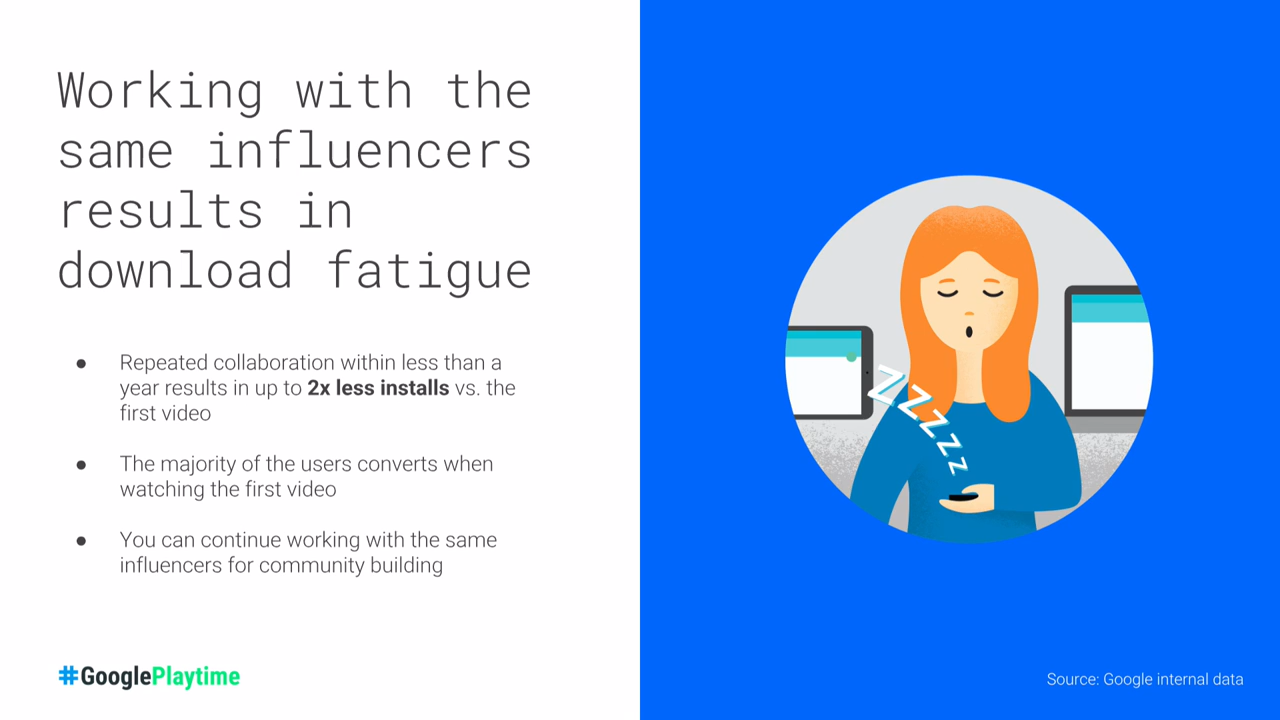 Working with the
same influencers
results in
download fatigue
● Repeated collaboration within less than a
year results in up to 2x less installs vs. the
first video
● The majority of the users converts when
watching the first video
● You can continue working with the same
influencers for community building
#GooglePlaytime
ZZZZZ
Source: Google internal data